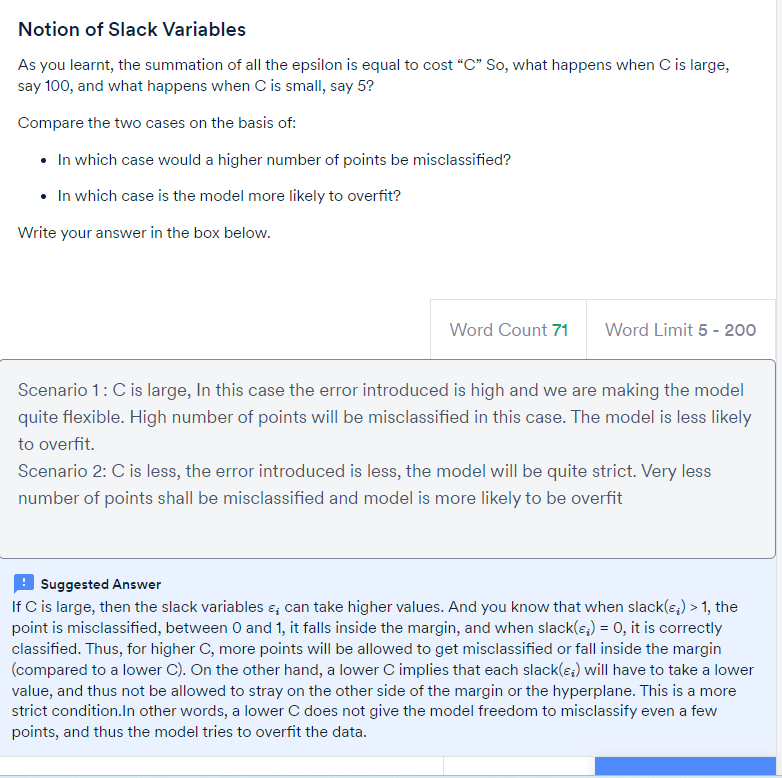 Notion of Slack Variables
As you learnt, the summation of all the epsilon is equal to cost “C” So, what happens when C is large,
say 100, and what happens when C is small, say 5?
Compare the two cases on the basis of:
• In which case would a higher number of points be misclassified?
• In which case is the model more likely to overfit?
Write your answer in the box below.
Word Count 71 Word Limit 5 - 200
Scenario 1 : C is large, In this case the error introduced is high and we are making the model
quite flexible. High number of points will be misclassified in this case. The model is less likely
to overfit.
Scenario 2: C is less, the error introduced is less, the model will be quite strict. Very less
number of points shall be misclassified and model is more likely to be overfit
Suggested Answer
If C is large, then the slack variables εᵢ can take higher values. And you know that when slack(εᵢ) > 1, the
point is misclassified, between 0 and 1, it falls inside the margin, and when slack(εᵢ) = 0, it is correctly
classified. Thus, for higher C, more points will be allowed to get misclassified or fall inside the margin
(compared to a lower C). On the other hand, a lower C implies that each slack(εᵢ) will have to take a lower
value, and thus not be allowed to stray on the other side of the margin or the hyperplane. This is a more
strict condition.In other words, a lower C does not give the model freedom to misclassify even a few
points, and thus the model tries to overfit the data.